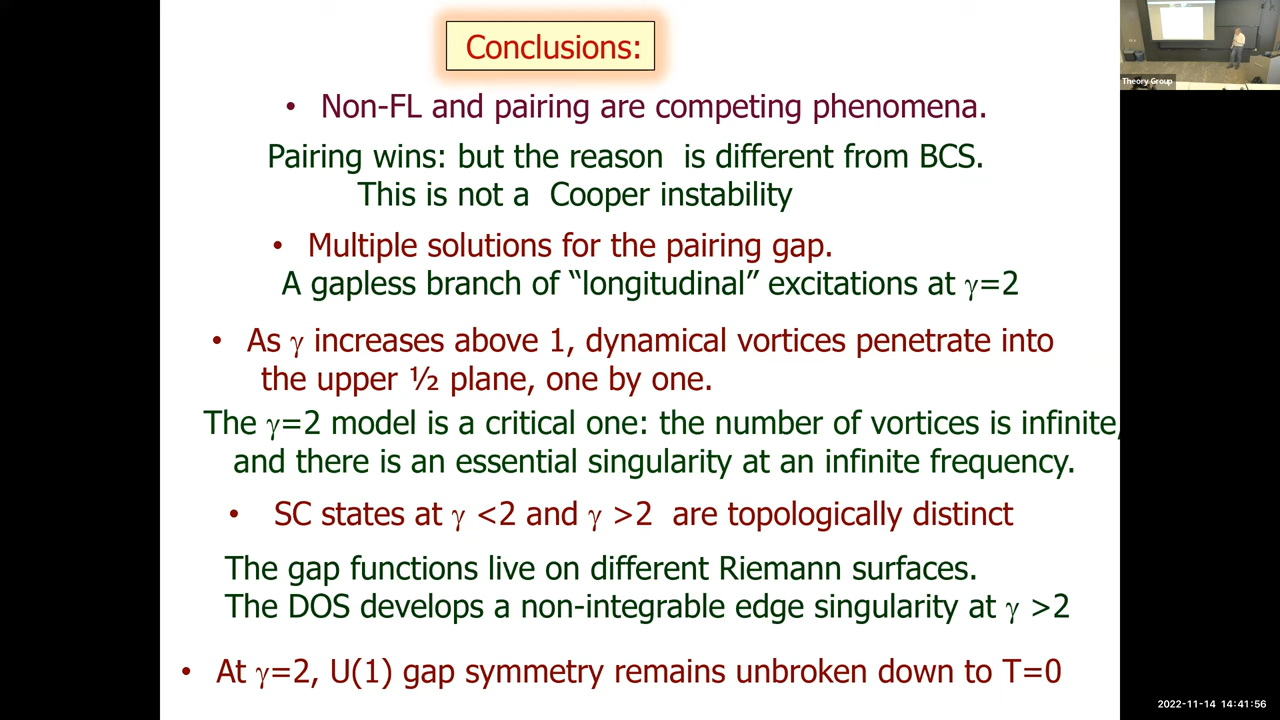 Conclusions:
• Non-FL and pairing are competing phenomena.
Pairing wins: but the reason is different from BCS.
This is not a Cooper instability
• Multiple solutions for the pairing gap.
A gapless branch of “longitudinal” excitations at γ=2
• As γ increases above 1, dynamical vortices penetrate into
the upper ½ plane, one by one.
The γ=2 model is a critical one: the number of vortices is infinite,
and there is an essential singularity at an infinite frequency.
• SC states at γ <2 and γ >2 are topologically distinct
The gap functions live on different Riemann surfaces.
The DOS develops a non-integrable edge singularity at γ >2
• At γ=2, U(1) gap symmetry remains unbroken down to T=0
Theory Group
2022-11-14 14:41:56